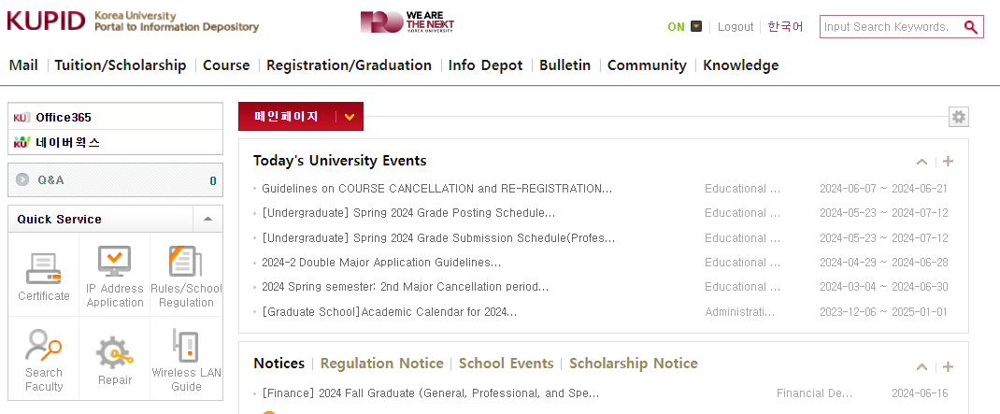 KUPID Korea University
Portal to Information Depository
PRO WE ARE
THE NEXT
KOREA UNIVERSITY
ON Logout 한국어 Input Search Keywords.
Mail Tuition/Scholarship Course Registration/Graduation Info Depot Bulletin Community Knowledge
KU Office365
KU 네이버웍스
Q&A 0
Quick Service
Certificate
IP Address
Application
Rules/School
Regulation
Search
Faculty
Repair
Wireless LAN
Guide
메인페이지
Today's University Events
Guidelines on COURSE CANCELLATION and RE-REGISTRATION... Educational ... 2024-06-07 ~ 2024-06-21
[Undergraduate] Spring 2024 Grade Posting Schedule... Educational ... 2024-05-23 ~ 2024-07-12
[Undergraduate] Spring 2024 Grade Submission Schedule(Profes... Educational ... 2024-05-23 ~ 2024-07-12
2024-2 Double Major Application Guidelines... Educational ... 2024-04-29 ~ 2024-06-28
2024 Spring semester: 2nd Major Cancellation period... Educational ... 2024-03-04 ~ 2024-06-30
[Graduate School]Academic Calendar for 2024... Administrati... 2023-12-06 ~ 2025-01-01
Notices Regulation Notice School Events Scholarship Notice
[Finance] 2024 Fall Graduate (General, Professional, and Spe... Financial De... 2024-06-16